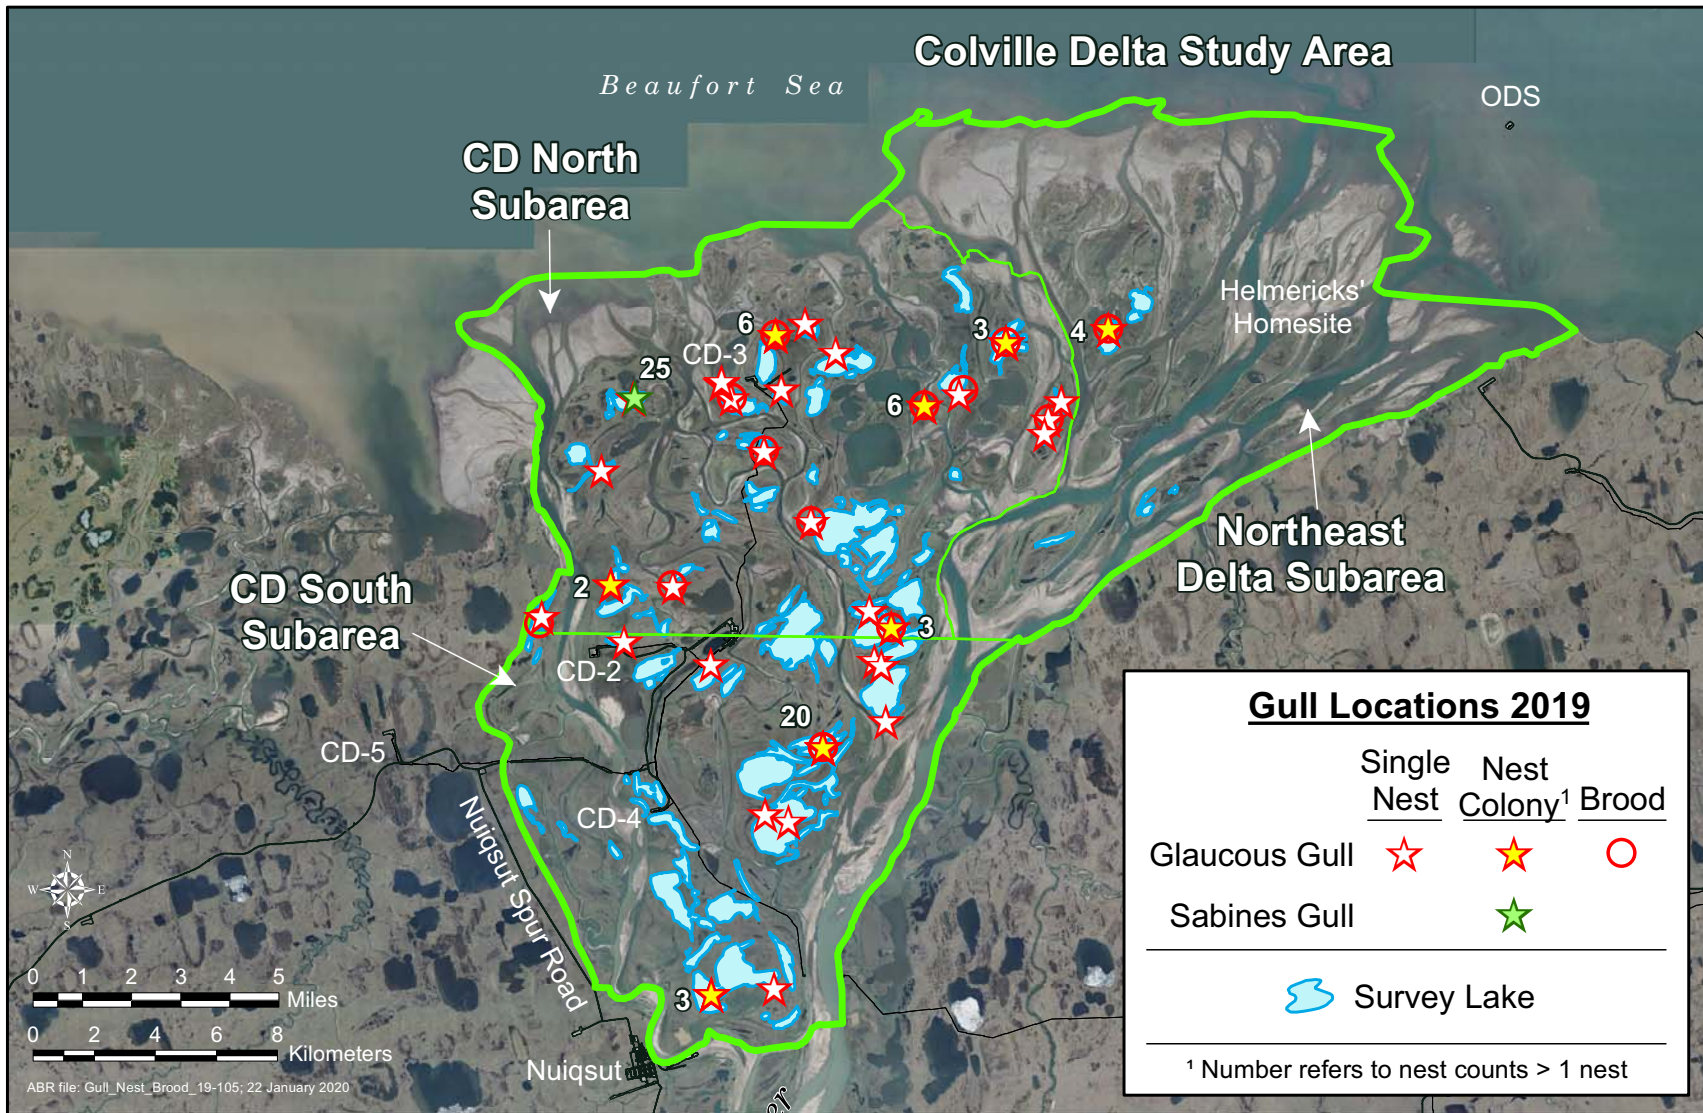 Colville Delta Study Area
Beaufort Sea
ODS
CD North
Subarea
Helmericks'
Homesite
6
3
4
CD-3
25
6
Northeast
Delta Subarea
CD South
Subarea
2
3
CD-2
20
CD-5
CD-4
Nuiqsut Spur Road
3
Nuiqsut
N
W E
S
0 1 2 3 4 5
Miles
0 2 4 6 8
Kilometers
ABR file: Gull_Nest_Brood_19-105; 22 January 2020
Gull Locations 2019
Single
Nest
Nest
Colony¹
Brood
Glaucous Gull
Sabines Gull
Survey Lake
¹ Number refers to nest counts > 1 nest